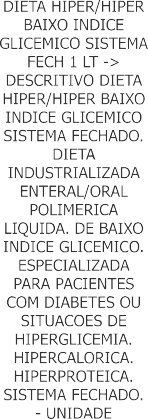 DIETA HIPER/HIPER
BAIXO INDICE
GLICEMICO SISTEMA
FECH 1 LT ->
DESCRITIVO DIETA
HIPER/HIPER BAIXO
INDICE GLICEMICO
SISTEMA FECHADO.
DIETA
INDUSTRIALIZADA
ENTERAL/ORAL
POLIMERICA
LIQUIDA. DE BAIXO
INDICE GLICEMICO.
ESPECIALIZADA
PARA PACIENTES
COM DIABETES OU
SITUACOES DE
HIPERGLICEMIA.
HIPERCALORICA.
HIPERPROTEICA.
SISTEMA FECHADO.
- UNIDADE